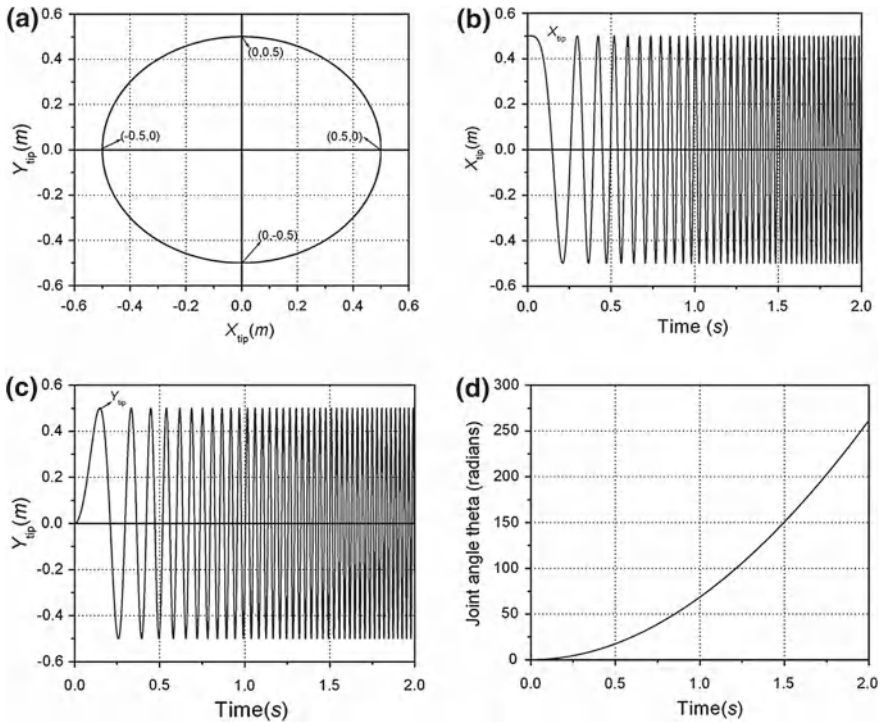 (a)
0.6
0.4
0.2
0.0
-0.2
-0.4
-0.6
Y_tip(m)
(0,0.5)
(-0.5,0)
(0.5,0)
(0,-0.5)
-0.6 -0.4 -0.2 0.0 0.2 0.4 0.6
X_tip(m)
(b)
0.6
0.4
0.2
0.0
-0.2
-0.4
-0.6
X_tip(m)
X_tip
0.0 0.5 1.0 1.5 2.0
Time (s)
(c)
0.6
0.4
0.2
0.0
-0.2
-0.4
-0.6
Y_tip(m)
Y_tip
0.0 0.5 1.0 1.5 2.0
Time(s)
(d)
300
250
200
150
100
50
0
Joint angle theta (radians)
0.0 0.5 1.0 1.5 2.0
Time(s)